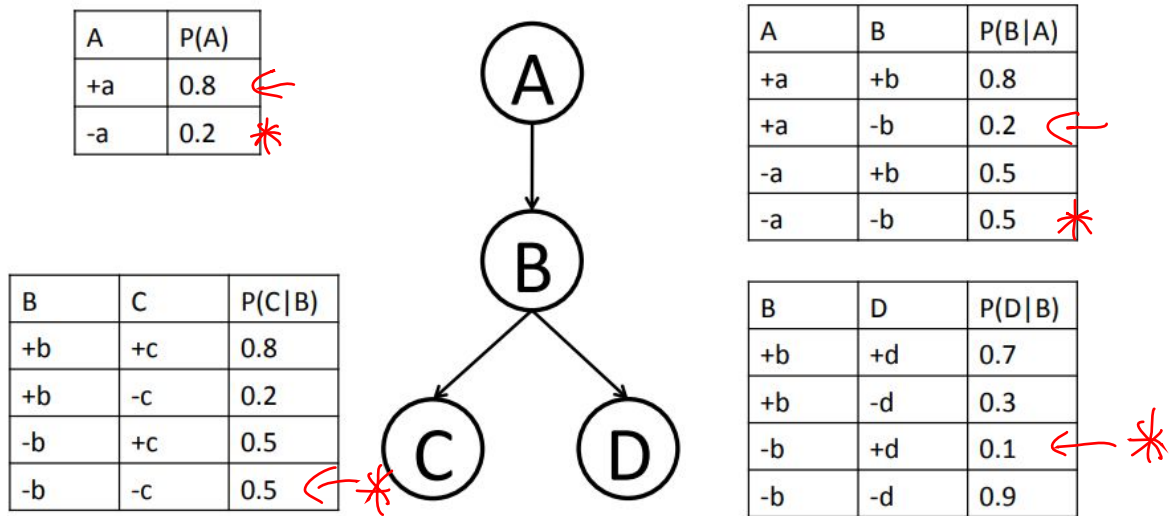 A P(A)
+a 0.8
-a 0.2
A
A B P(B|A)
+a +b 0.8
+a -b 0.2
-a +b 0.5
-a -b 0.5
B
B C P(C|B)
+b +c 0.8
+b -c 0.2
-b +c 0.5
-b -c 0.5
C
D
B D P(D|B)
+b +d 0.7
+b -d 0.3
-b +d 0.1
-b -d 0.9